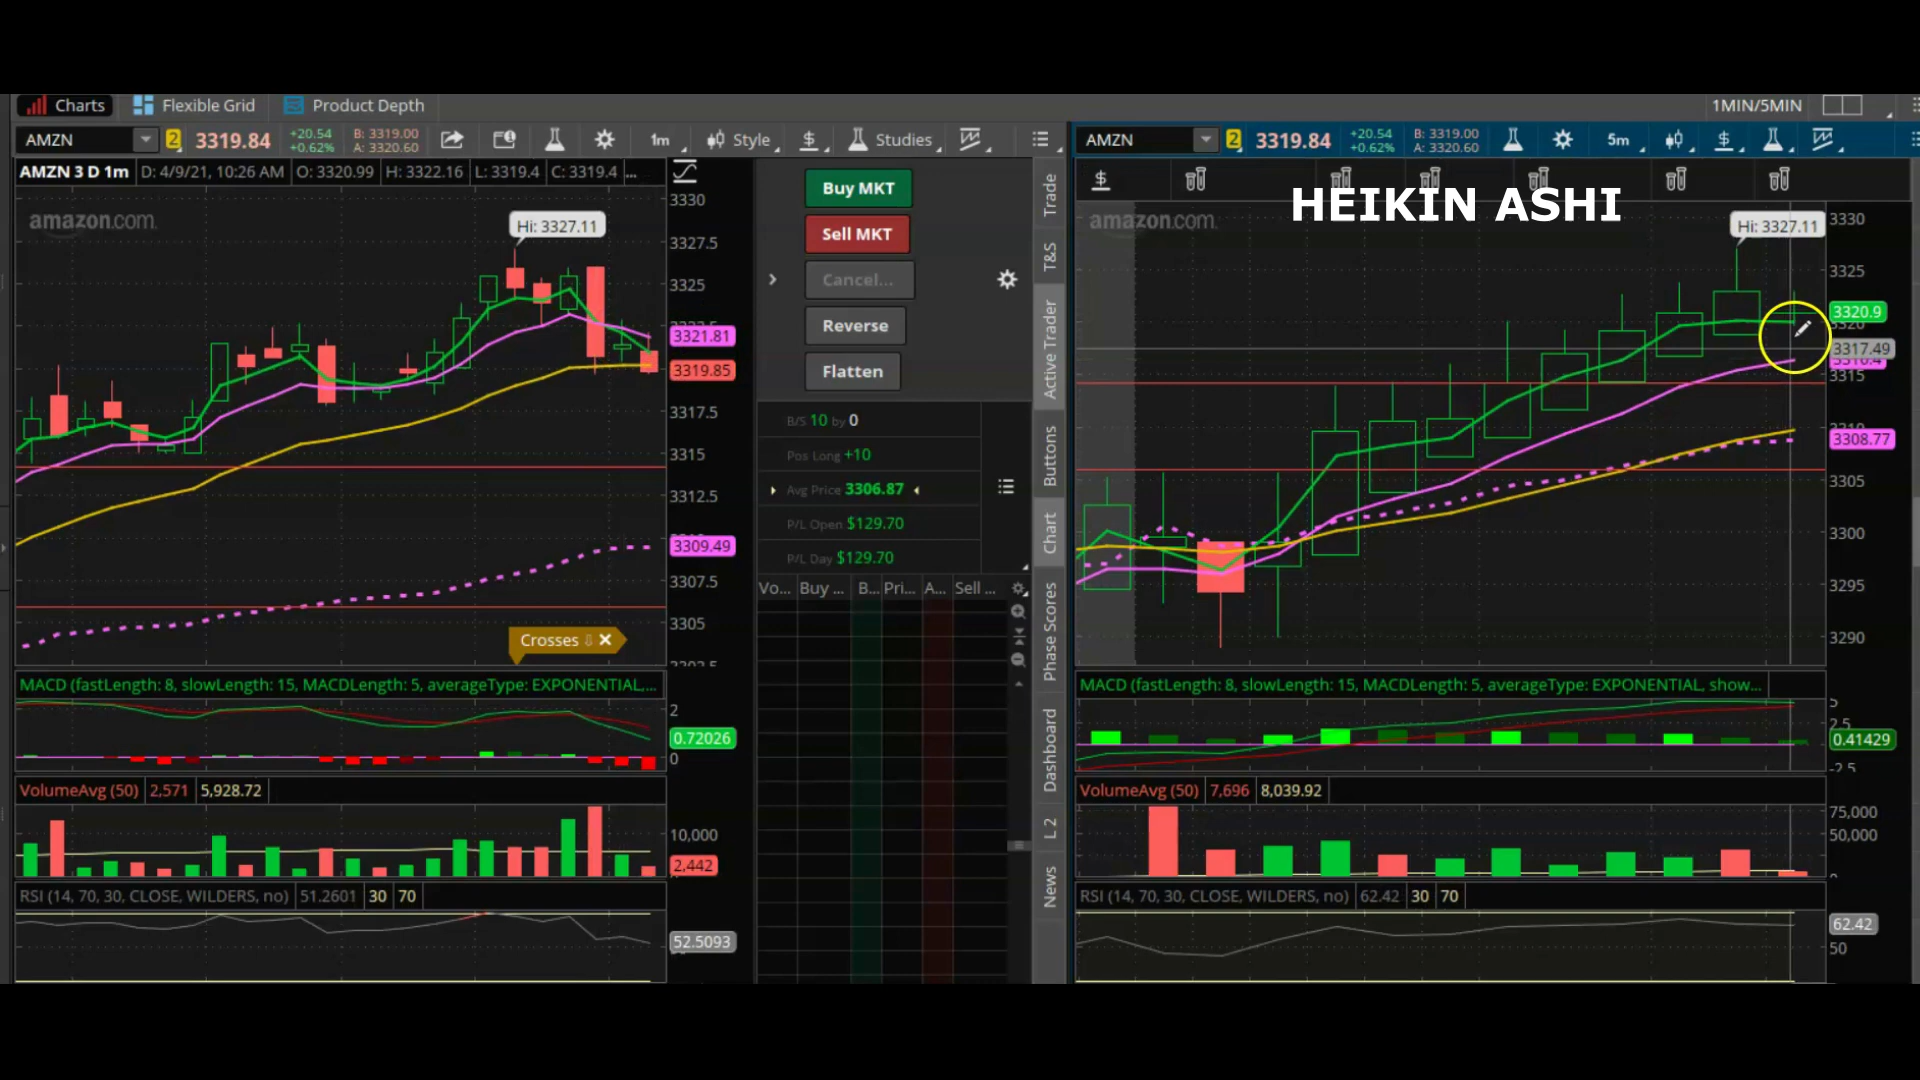 Charts Flexible Grid Product Depth 1MIN/5MIN
AMZN 2 3319.84 +20.54 +0.62% B: 3319.00 A: 3320.60 1m Style $ Studies
AMZN 2 3319.84 +20.54 +0.62% B: 3319.00 A: 3320.60 5m $
AMZN 3 D 1m D: 4/9/21, 10:26 AM O: 3320.99 H: 3322.16 L: 3319.4 C: 3319.4 ...
amazon.com.
Hi: 3327.11
3330
3327.5
3325
3321.81
3319.85
3317.5
3315
3312.5
3309.49
3307.5
3305
Crosses
MACD (fastLength: 8, slowLength: 15, MACDLength: 5, averageType: EXPONENTIAL,...
2
0.72026
0
VolumeAvg (50) 2,571 5,928.72
10,000
2,442
RSI (14, 70, 30, CLOSE, WILDERS, no) 51.2601 30 70
52.5093
Buy MKT
Sell MKT
Cancel...
Reverse
Flatten
B/S 10 by 0
Pos Long +10
Avg Price 3306.87
P/L Open $129.70
P/L Day $129.70
Vo... Buy ... B... Pri... A... Sell ...
Trade
T&S
Active Trader
Buttons
Chart
Phase Scores
Dashboard
L 2
News
$
HEIKIN ASHI
amazon.com.
Hi: 3327.11
3330
3325
3320.9
3320
3317.49
3315
3310
3308.77
3305
3300
3295
3290
MACD (fastLength: 8, slowLength: 15, MACDLength: 5, averageType: EXPONENTIAL, show...
5
2.5
0.41429
-2.5
VolumeAvg (50) 7,696 8,039.92
75,000
50,000
RSI (14, 70, 30, CLOSE, WILDERS, no) 62.42 30 70
62.42
50